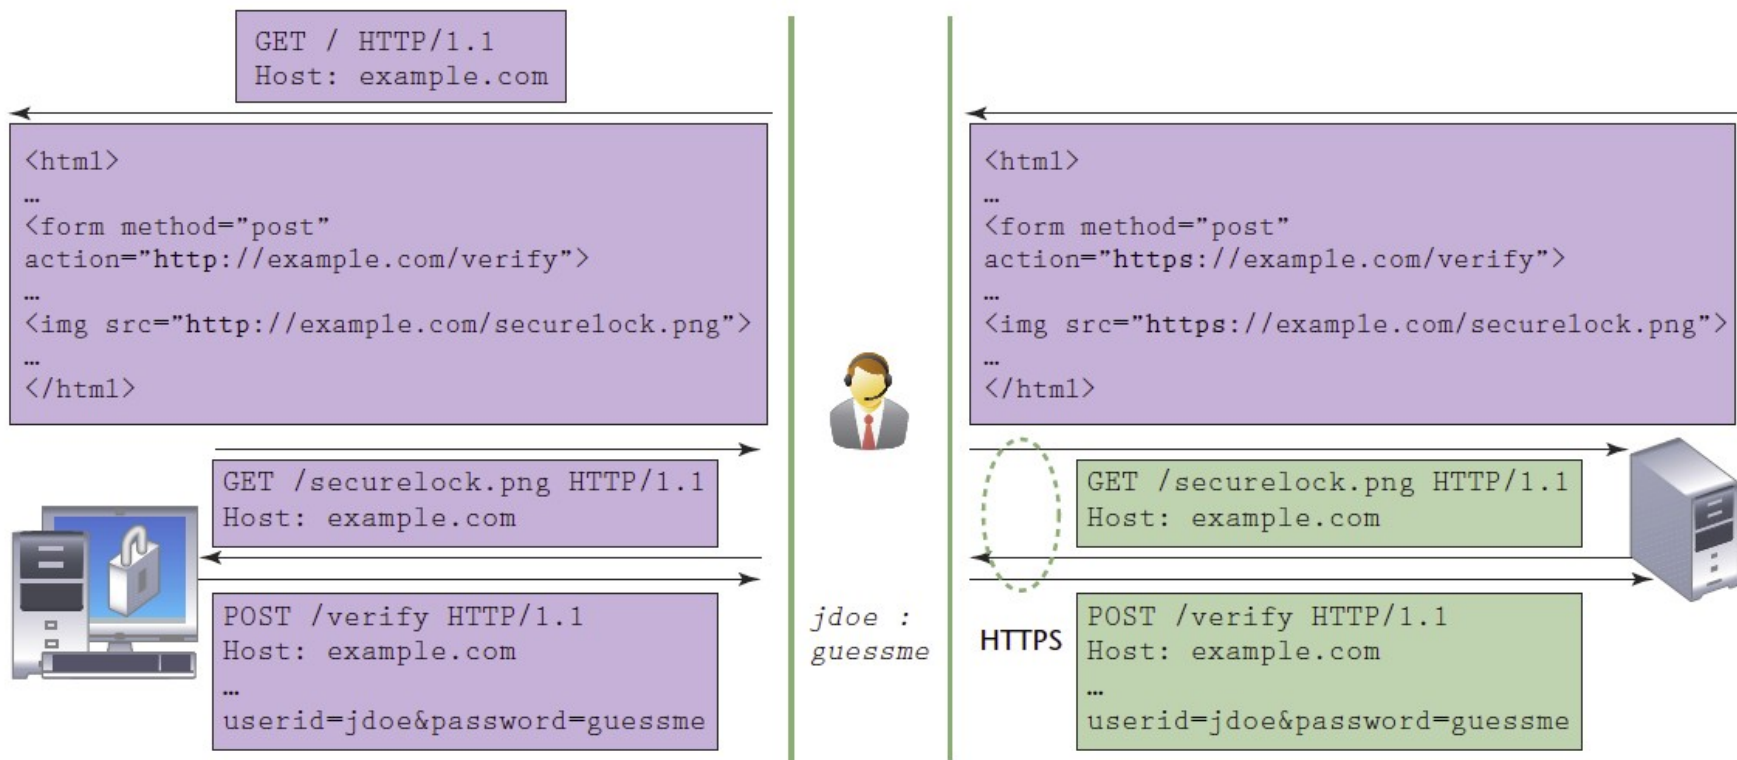 GET / HTTP/1.1
Host: example.com
<html>
…
<form method=”post”
action=”http://example.com/verify”>
…
<img src=”http://example.com/securelock.png”>
…
</html>
GET /securelock.png HTTP/1.1
Host: example.com
POST /verify HTTP/1.1
Host: example.com
…
userid=jdoe&password=guessme
jdoe :
guessme
<html>
…
<form method=”post”
action=”https://example.com/verify”>
…
<img src=”https://example.com/securelock.png”>
…
</html>
GET /securelock.png HTTP/1.1
Host: example.com
HTTPS
POST /verify HTTP/1.1
Host: example.com
…
userid=jdoe&password=guessme